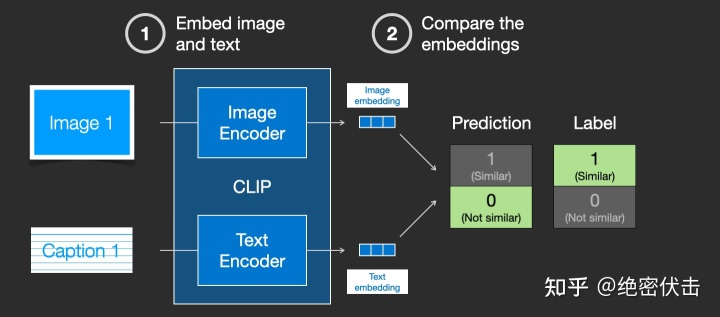 1
Embed image
and text
2
Compare the
embeddings
Image 1
Image
Encoder
CLIP
Text
Encoder
Caption 1
Image
embedding
Text
embedding
Prediction
1
(Similar)
0
(Not similar)
Label
1
(Similar)
0
(Not similar)
知乎 @绝密伏击